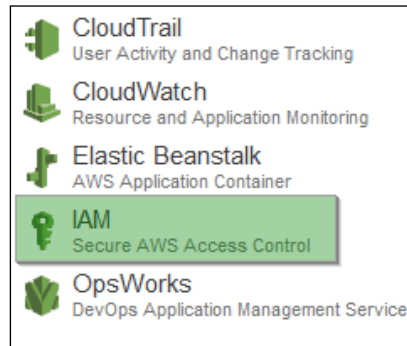 CloudTrail
User Activity and Change Tracking
CloudWatch
Resource and Application Monitoring
Elastic Beanstalk
AWS Application Container
IAM
Secure AWS Access Control
OpsWorks
DevOps Application Management Service